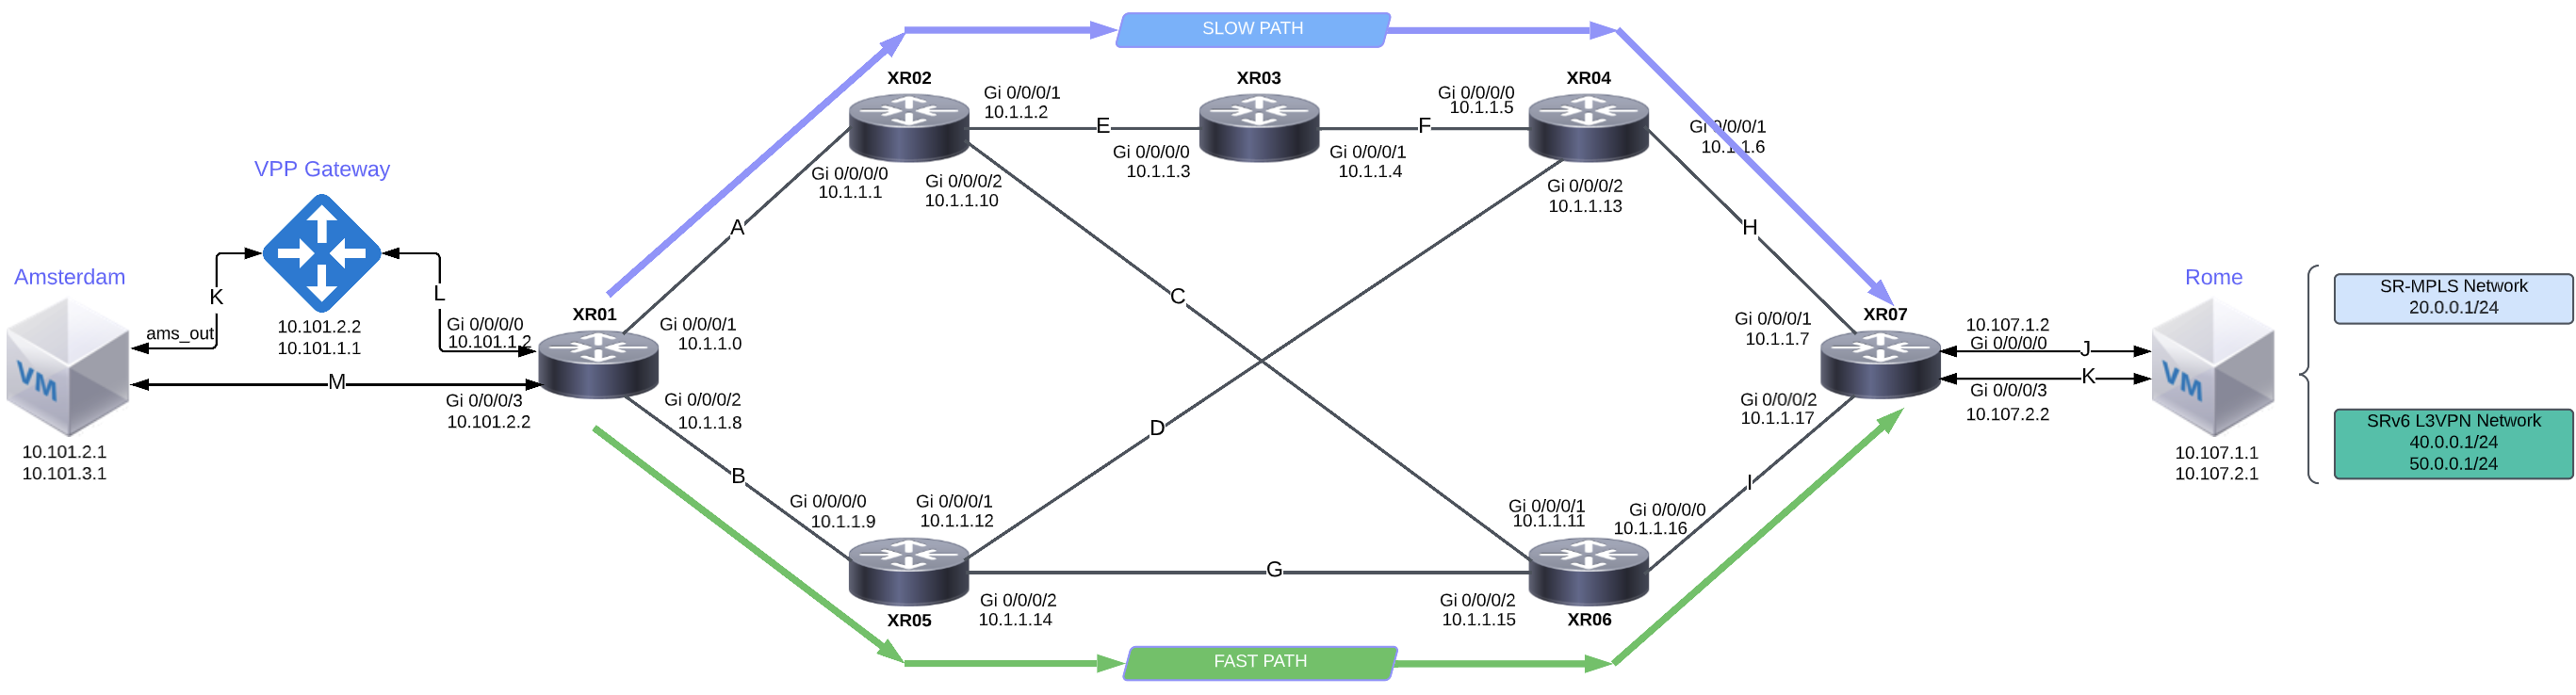 SLOW PATH
XR02
XR03
XR04
Gi 0/0/0/1
10.1.1.2
Gi 0/0/0/0
10.1.1.5
E
F
Gi 0/0/0/1
10.1.1.6
Gi 0/0/0/0
10.1.1.3
Gi 0/0/0/1
10.1.1.4
Gi 0/0/0/0
10.1.1.1
Gi 0/0/0/2
10.1.1.10
Gi 0/0/0/2
10.1.1.13
VPP Gateway
A
H
Amsterdam
K
L
C
Rome
ams_out
10.101.2.2
10.101.1.1
Gi 0/0/0/0
10.101.1.2
XR01
Gi 0/0/0/1
10.1.1.0
Gi 0/0/0/1
10.1.1.7
XR07
10.107.1.2
Gi 0/0/0/0
J
SR-MPLS Network
20.0.0.1/24
VM
M
Gi 0/0/0/3
10.101.2.2
Gi 0/0/0/2
10.1.1.8
Gi 0/0/0/2
10.1.1.17
K
Gi 0/0/0/3
10.107.2.2
VM
SRv6 L3VPN Network
40.0.0.1/24
50.0.0.1/24
10.101.2.1
10.101.3.1
10.107.1.1
10.107.2.1
D
B
I
Gi 0/0/0/0
10.1.1.9
Gi 0/0/0/1
10.1.1.12
Gi 0/0/0/1
10.1.1.11
Gi 0/0/0/0
10.1.1.16
G
XR05
Gi 0/0/0/2
10.1.1.14
Gi 0/0/0/2
10.1.1.15
XR06
FAST PATH